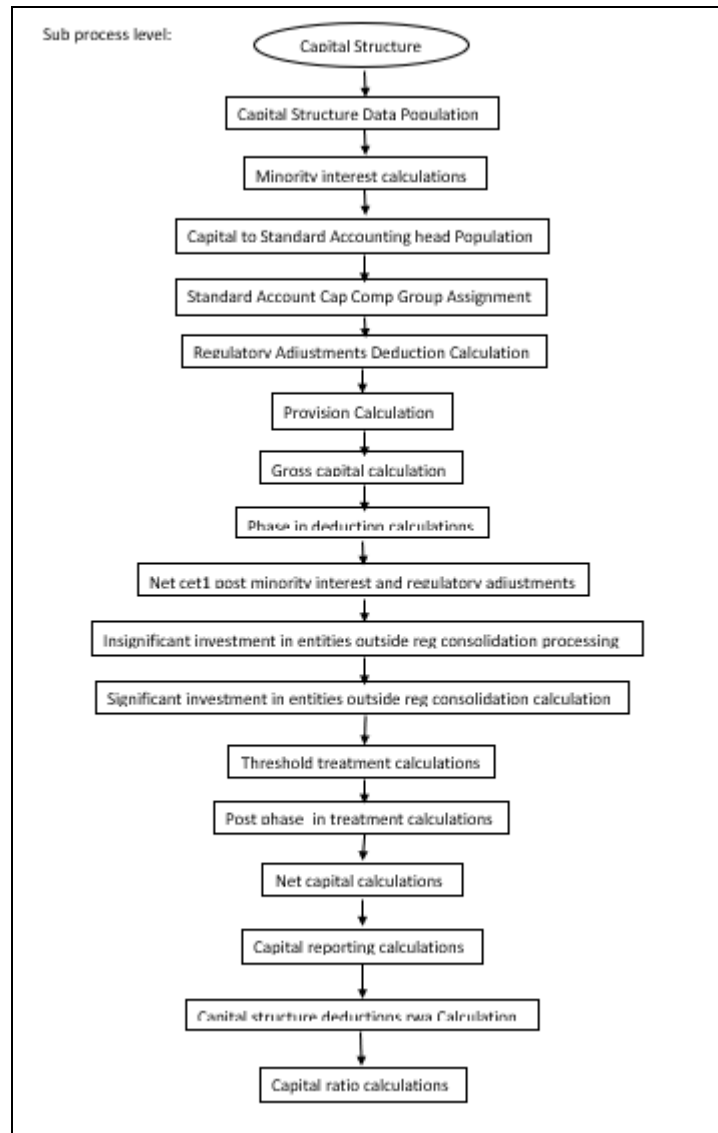 Sub process level:
Capital Structure
Capital Structure Data Population
Minority interest calculations
Capital to Standard Accounting head Population
Standard Account Cap Comp Group Assignment
Regulatory Adjustments Deduction Calculation
Provision Calculation
Gross capital calculation
Phase in deduction calculations
Net cet1 post minority interest and regulatory adjustments
Insignificant investment in entities outside reg consolidation processing
Significant investment in entities outside reg consolidation calculation
Threshold treatment calculations
Post phase in treatment calculations
Net capital calculations
Capital reporting calculations
Capital structure deductions rwa Calculation
Capital ratio calculations